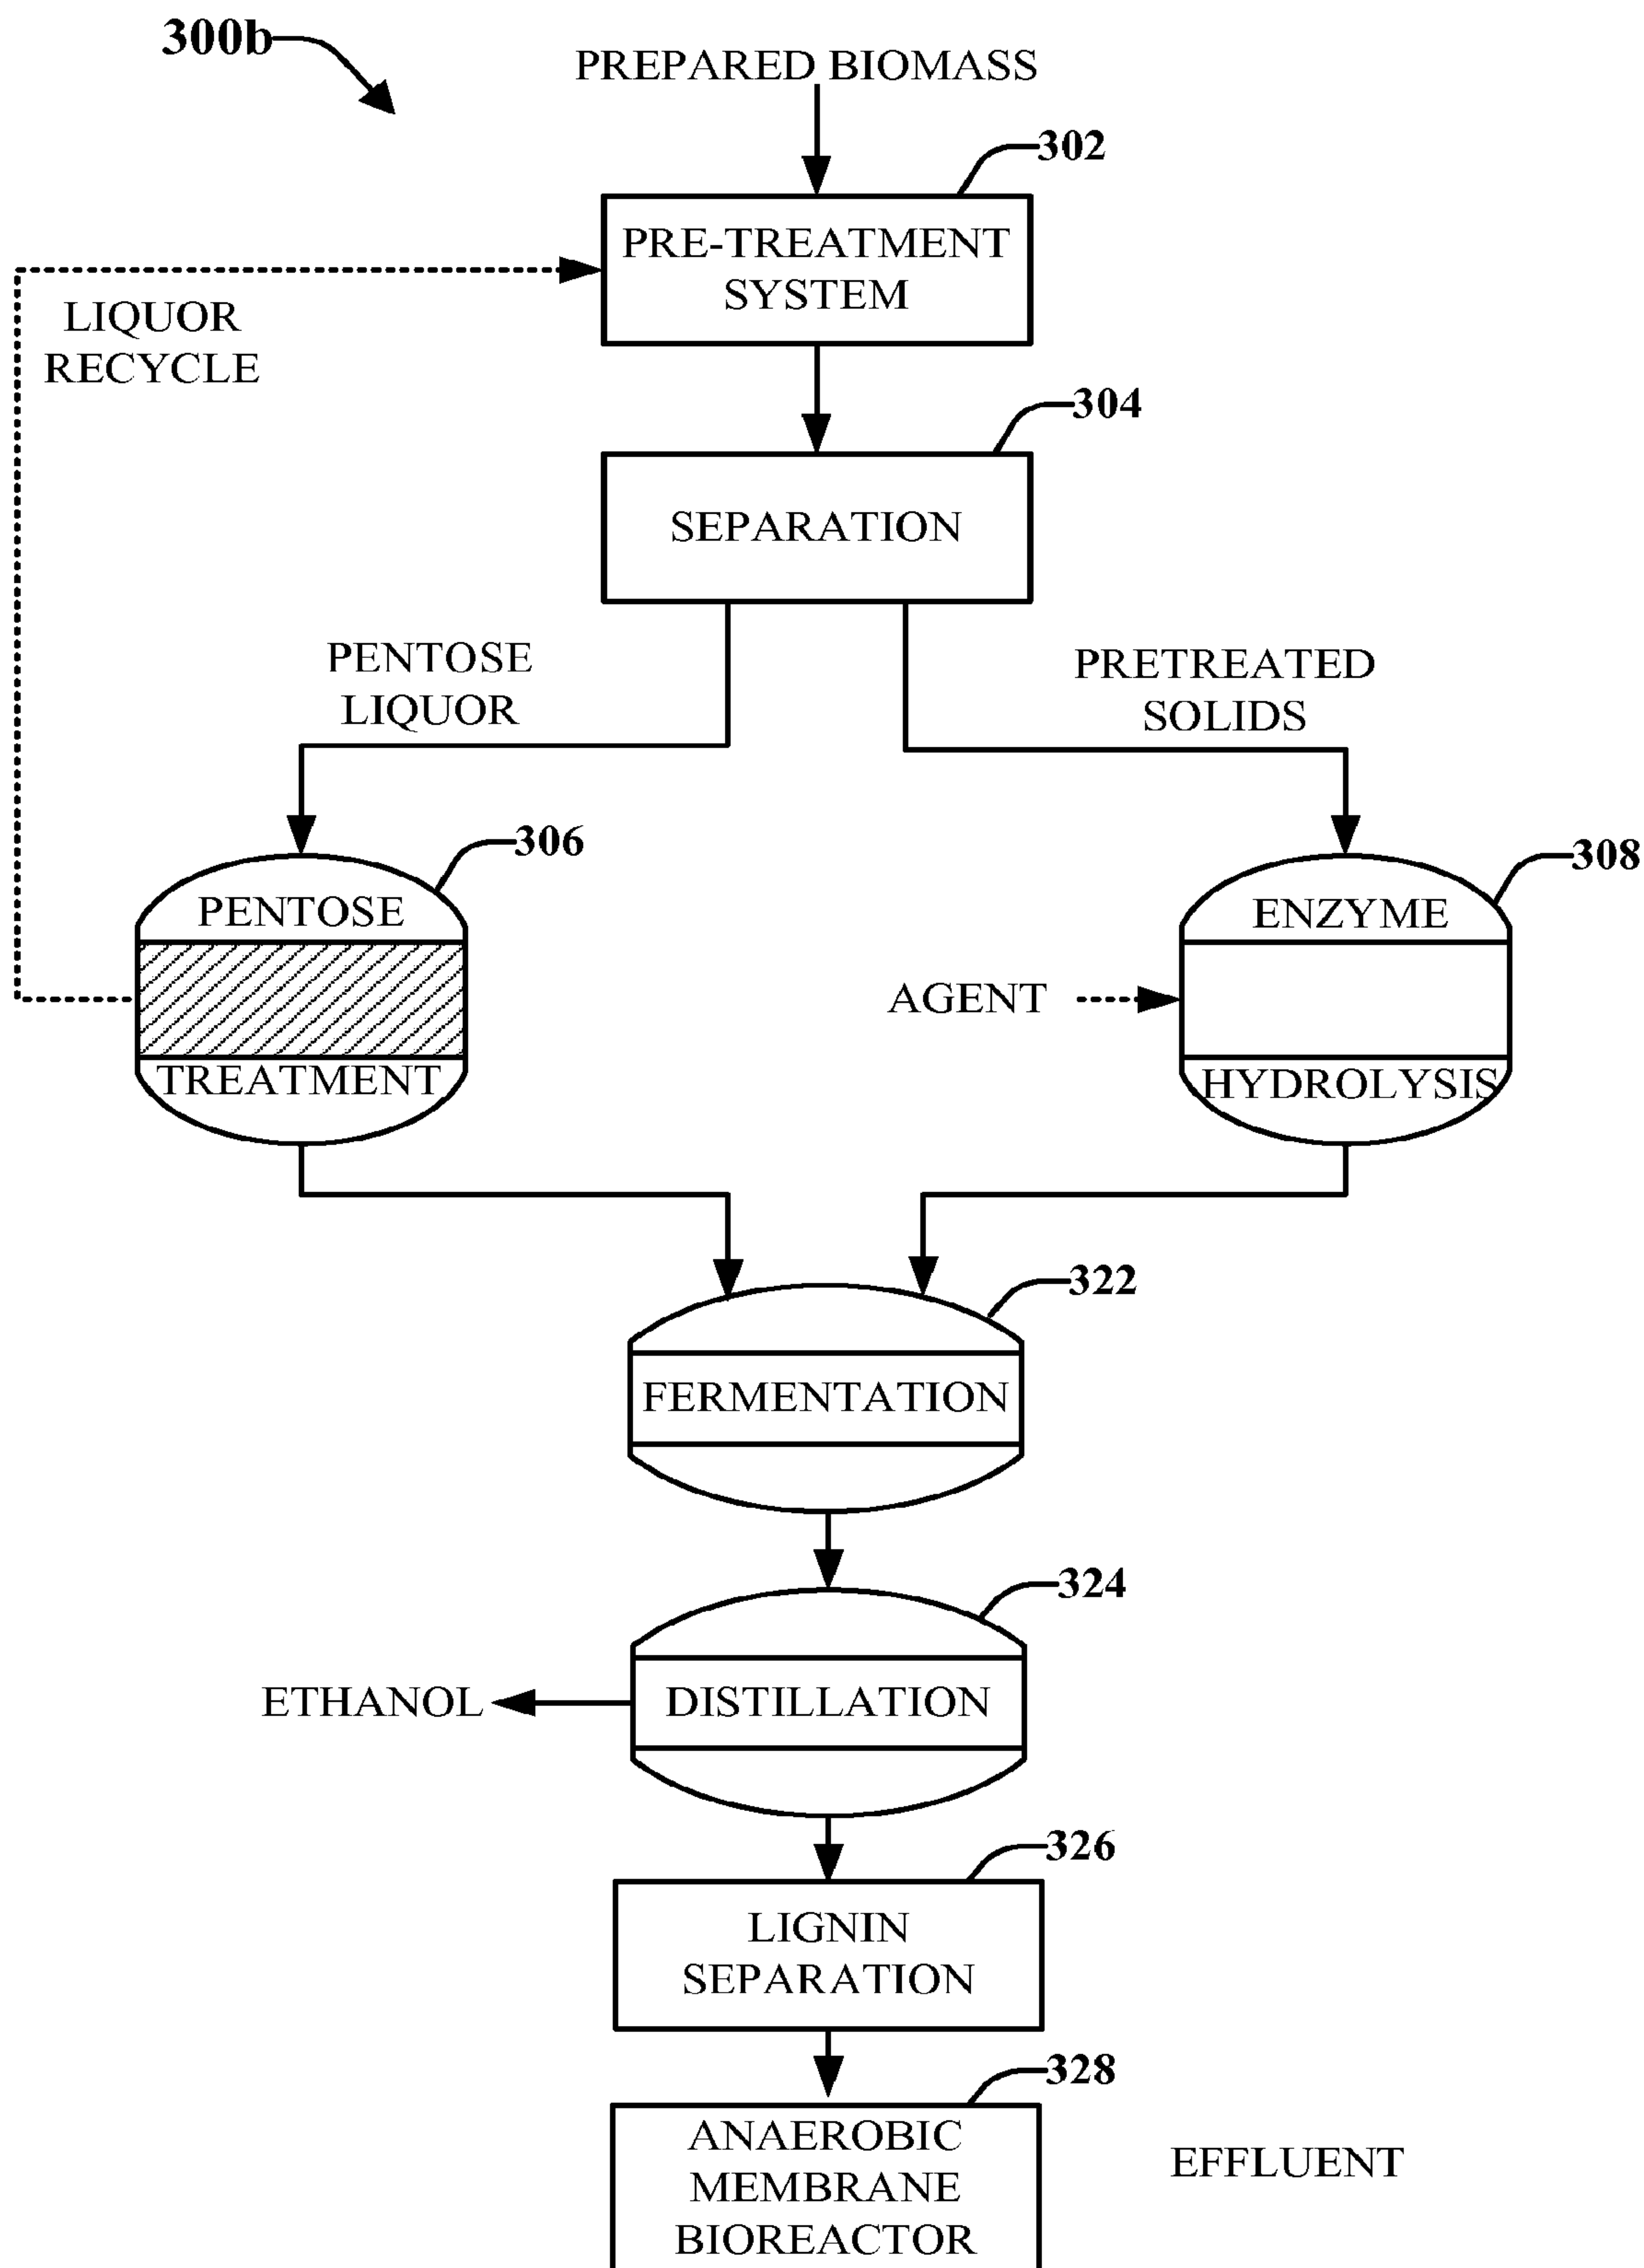 300b
PREPARED BIOMASS
302
PRE-TREATMENT
SYSTEM
LIQUOR
RECYCLE
304
SEPARATION
PENTOSE
LIQUOR
PRETREATED
SOLIDS
306
308
PENTOSE
TREATMENT
ENZYME
AGENT
HYDROLYSIS
322
FERMENTATION
324
ETHANOL
DISTILLATION
326
LIGNIN
SEPARATION
328
ANAEROBIC
MEMBRANE
BIOREACTOR
EFFLUENT